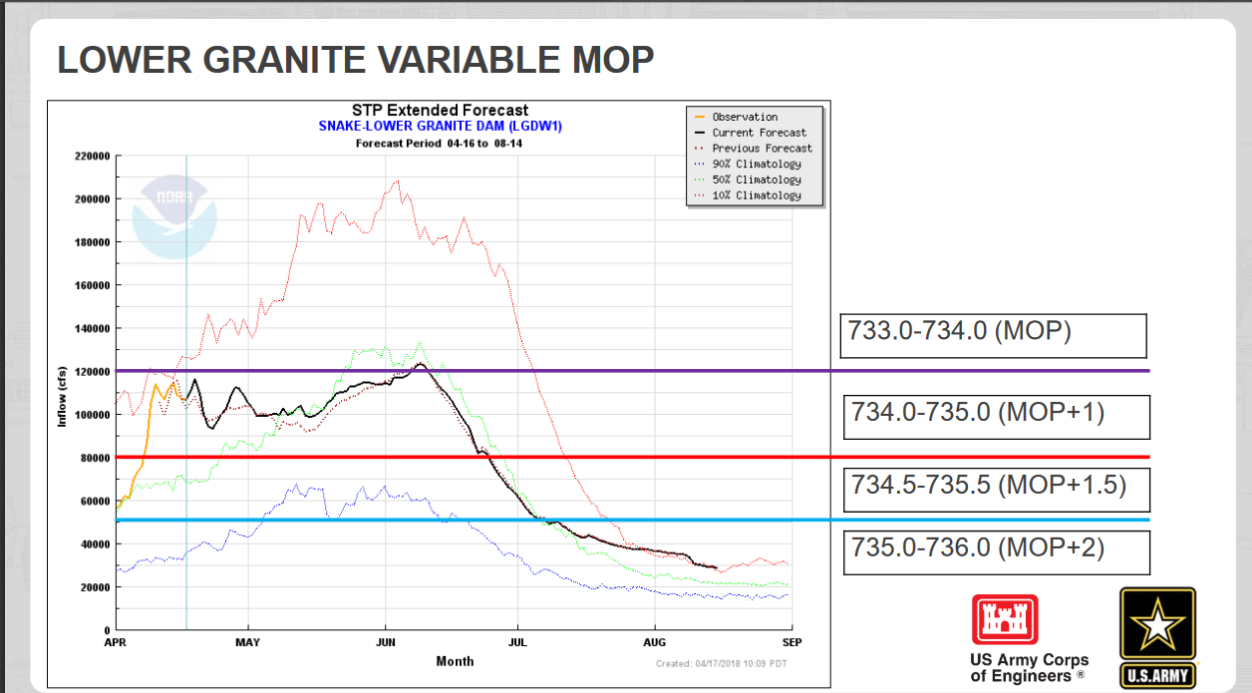 LOWER GRANITE VARIABLE MOP
STP Extended Forecast
SNAKE-LOWER GRANITE DAM (LGDW1)
Forecast Period 04-16 to 08-14
Observation
Current Forecast
Previous Forecast
90% Climatology
50% Climatology
10% Climatology
NOAA
Inflow (cfs)
220000
200000
180000
160000
140000
120000
100000
80000
60000
40000
20000
0
APR MAY JUN JUL AUG SEP
Month
Created: 04/17/2018 10:09 PDT
733.0-734.0 (MOP)
734.0-735.0 (MOP+1)
734.5-735.5 (MOP+1.5)
735.0-736.0 (MOP+2)
US Army Corps
of Engineers ®
U.S.ARMY